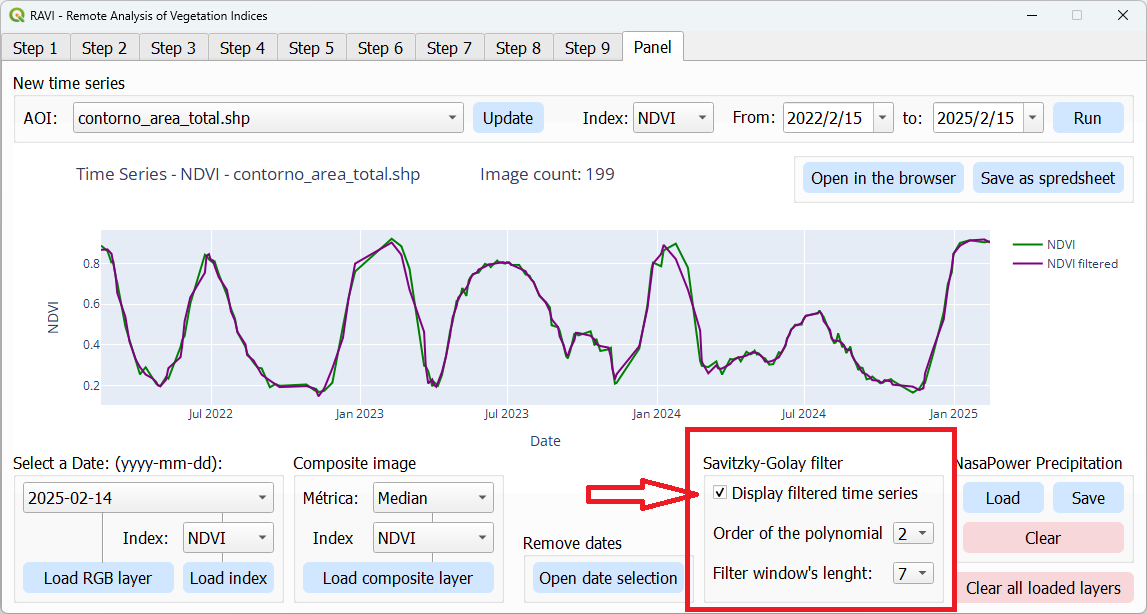 RAVI - Remote Analysis of Vegetation Indices
Step 1 Step 2 Step 3 Step 4 Step 5 Step 6 Step 7 Step 8 Step 9 Panel
New time series
AOI: contorno_area_total.shp Update Index: NDVI From: 2022/2/15 to: 2025/2/15 Run
Time Series - NDVI - contorno_area_total.shp Image count: 199
Open in the browser Save as spredsheet
NDVI
NDVI filtered
0.8
0.6
0.4
0.2
NDVI
Jul 2022 Jan 2023 Jul 2023 Jan 2024 Jul 2024 Jan 2025
Date
Select a Date: (yyyy-mm-dd):
2025-02-14
Index: NDVI
Load RGB layer Load index
Composite image
Métrica: Median
Index NDVI
Load composite layer
Remove dates
Open date selection
Savitzky-Golay filter
Display filtered time series
Order of the polynomial 2
Filter window's lenght: 7
NasaPower Precipitation
Load Save
Clear
Clear all loaded layers